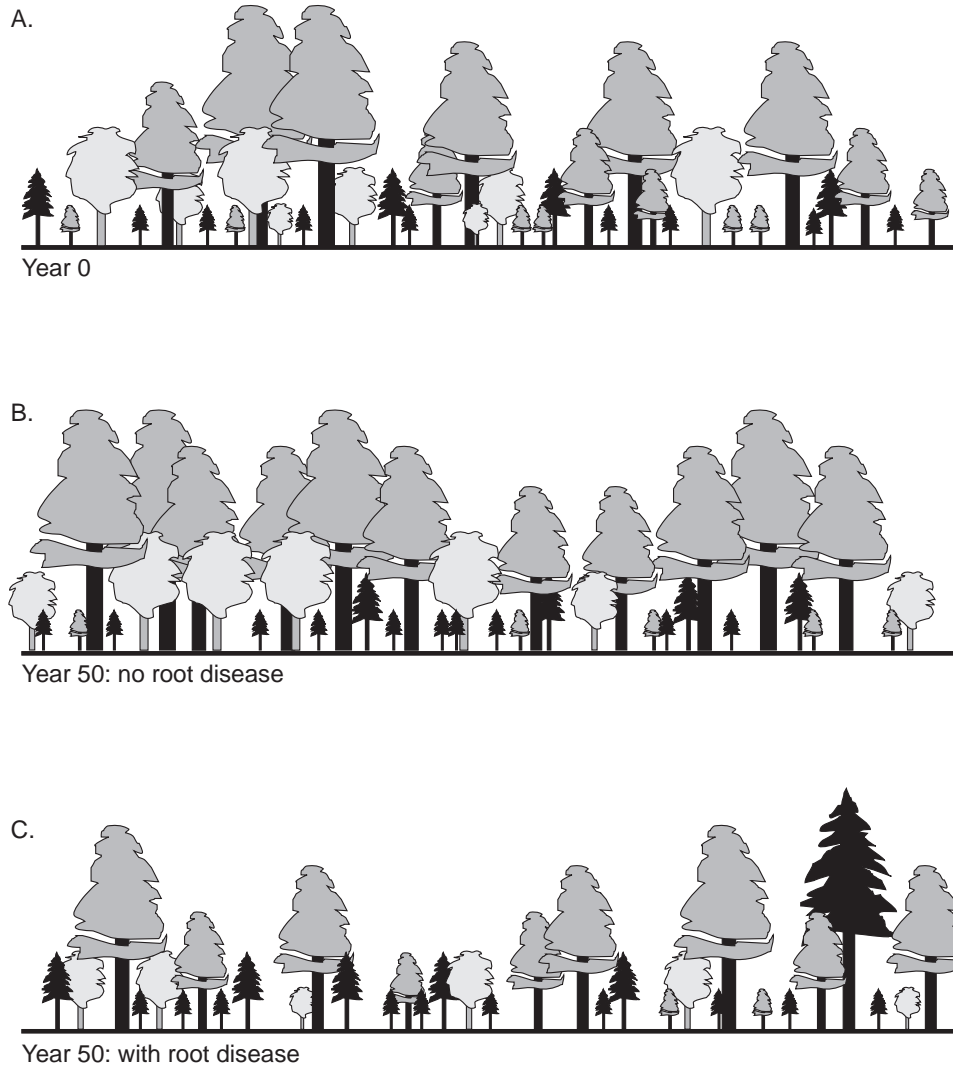 A.
Year 0
B.
Year 50: no root disease
C.
Year 50: with root disease